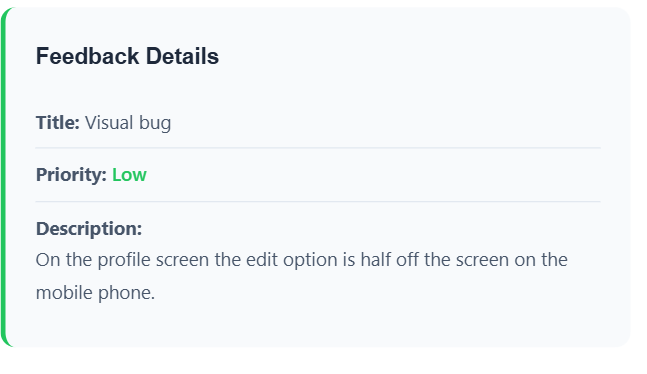 Feedback Details
Title: Visual bug
Priority: Low
Description:
On the profile screen the edit option is half off the screen on the
mobile phone.